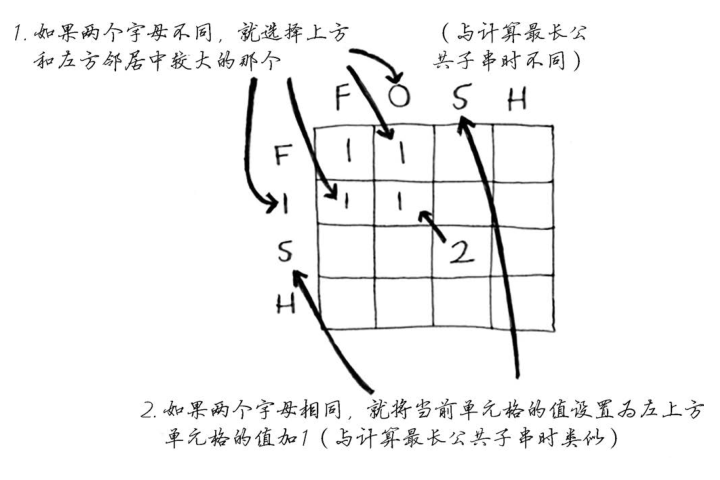 1. 如果两个字母不同，就选择上方
和左方邻居中较大的那个
（与计算最长公
共子串时不同）
F O S H
F 1 1
I 1 1
S 2
H
2. 如果两个字母相同，就将当前单元格的值设置为左上方
单元格的值加1（与计算最长公共子串时类似）